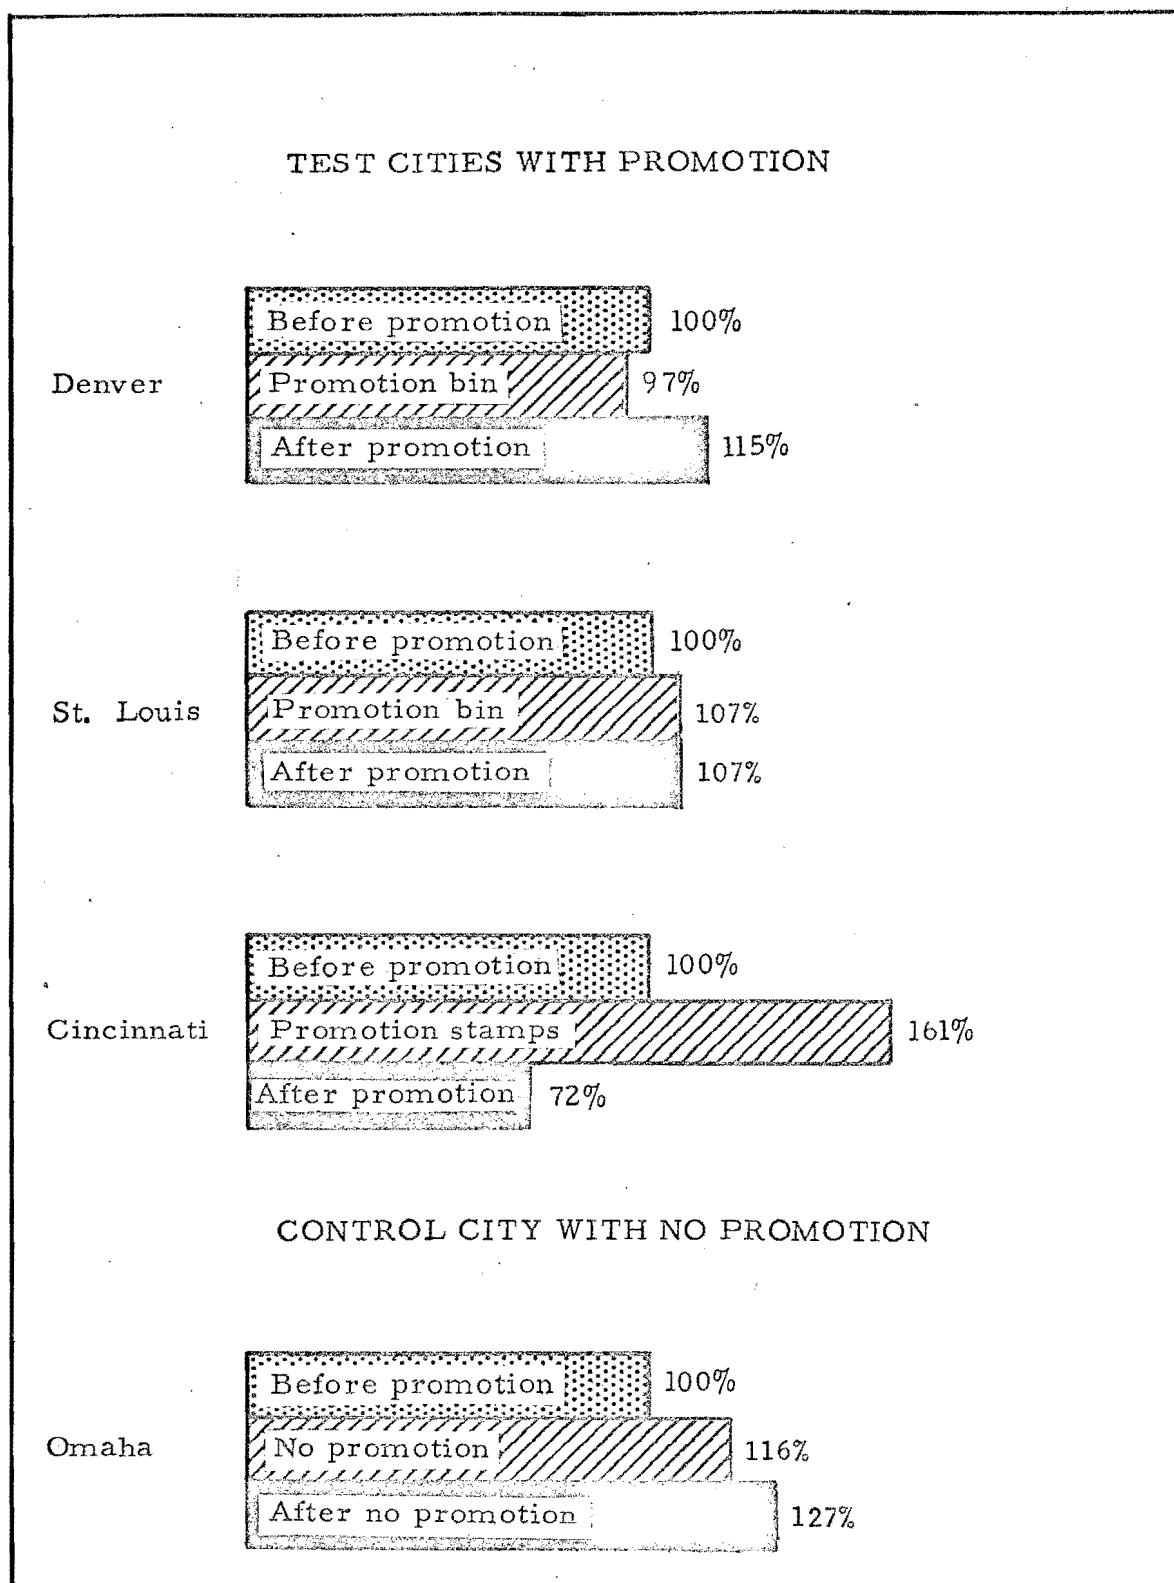 TEST CITIES WITH PROMOTION
Before promotion 100%
Denver Promotion bin 97%
After promotion 115%
Before promotion 100%
St. Louis Promotion bin 107%
After promotion 107%
Before promotion 100%
Cincinnati Promotion stamps 161%
After promotion 72%
CONTROL CITY WITH NO PROMOTION
Before promotion 100%
Omaha No promotion 116%
After no promotion 127%